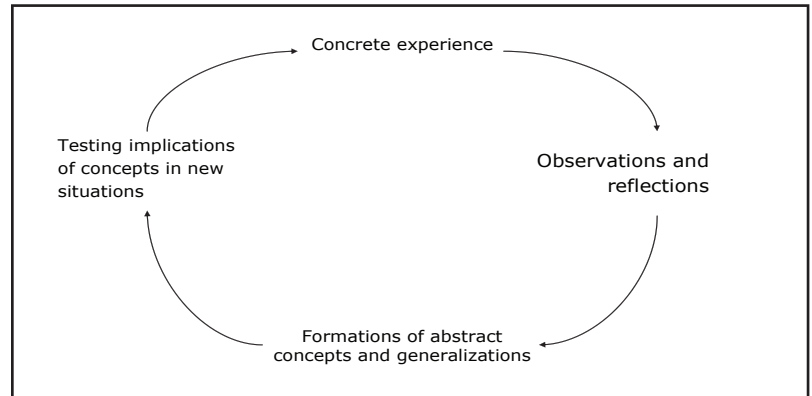 Concrete experience
Observations and
reflections
Formations of abstract
concepts and generalizations
Testing implications
of concepts in new
situations